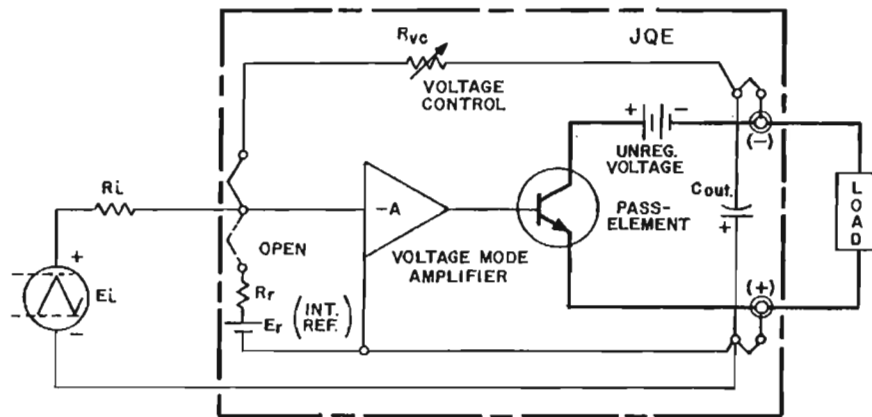 JQE
Rvc
VOLTAGE
CONTROL
+ -
UNREG.
VOLTAGE
(-)
Ri
-A
Cout.
+
PASS-
ELEMENT
LOAD
OPEN
VOLTAGE MODE
AMPLIFIER
+
Ei
-
Rr
Er (INT. REF.)
(+)